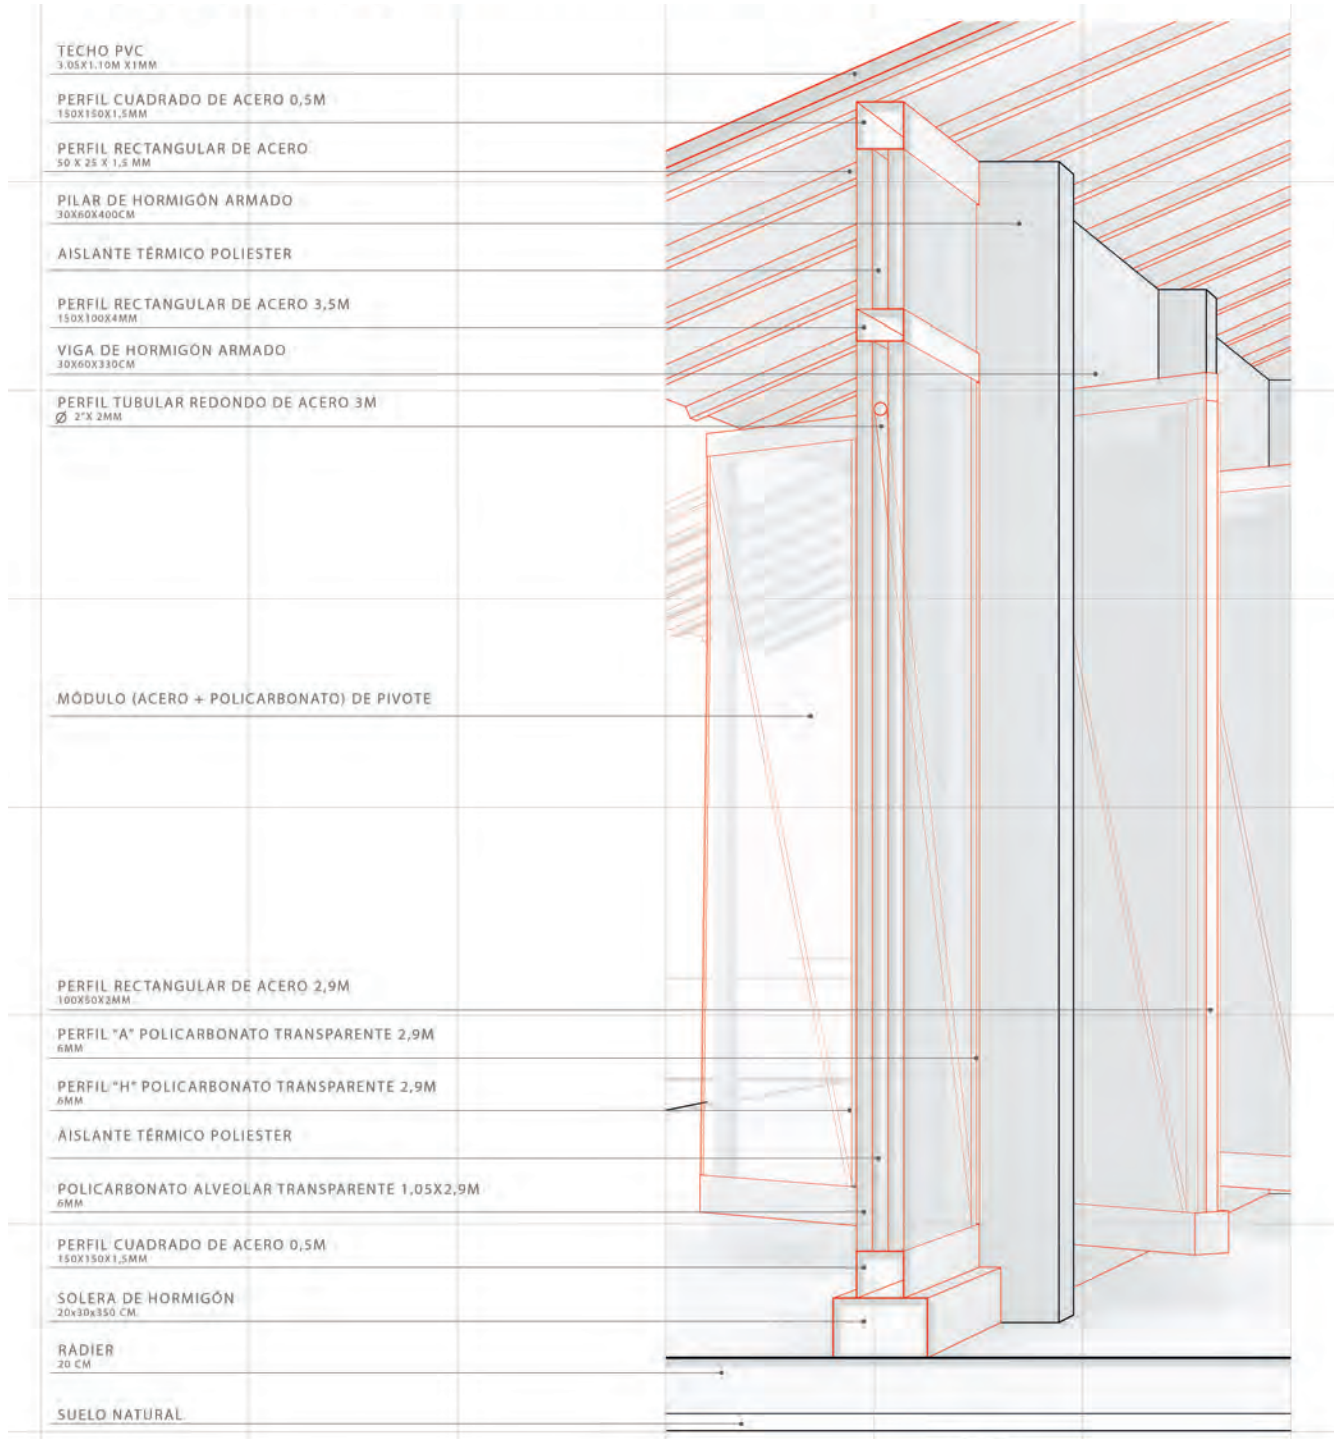 TECHO PVC
3.05X1.10M X1MM
PERFIL CUADRADO DE ACERO 0,5M
150X150X1,5MM
PERFIL RECTANGULAR DE ACERO
50 X 25 X 1,5 MM
PILAR DE HORMIGÓN ARMADO
30X60X400CM
AISLANTE TÉRMICO POLIESTER
PERFIL RECTANGULAR DE ACERO 3,5M
150X100X4MM
VIGA DE HORMIGÓN ARMADO
30X60X330CM
PERFIL TUBULAR REDONDO DE ACERO 3M
Ø 2"X 2MM
MÓDULO (ACERO + POLICARBONATO) DE PIVOTE
PERFIL RECTANGULAR DE ACERO 2,9M
100X50X2MM
PERFIL "A" POLICARBONATO TRANSPARENTE 2,9M
6MM
PERFIL "H" POLICARBONATO TRANSPARENTE 2,9M
6MM
AISLANTE TÉRMICO POLIESTER
POLICARBONATO ALVEOLAR TRANSPARENTE 1,05X2,9M
6MM
PERFIL CUADRADO DE ACERO 0,5M
150X150X1,5MM
SOLERA DE HORMIGÓN
20x30x350 CM
RADIER
20 CM
SUELO NATURAL